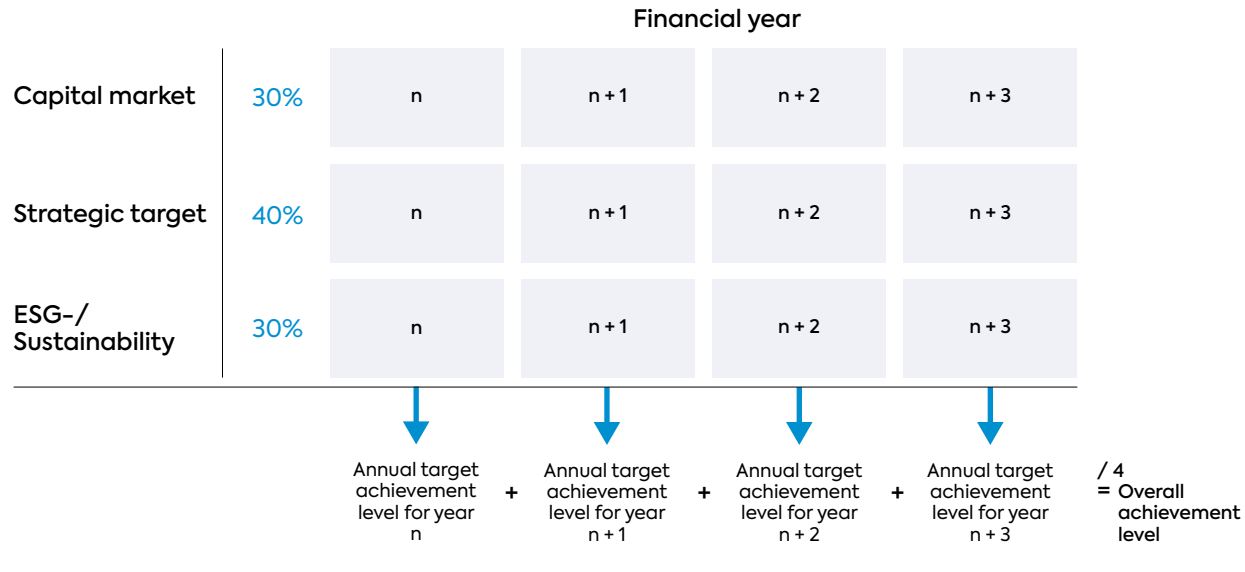 Financial year
Capital market 30% n n + 1 n + 2 n + 3
Strategic target 40% n n + 1 n + 2 n + 3
ESG-/
Sustainability 30% n n + 1 n + 2 n + 3
Annual target
achievement
level for year
n
+
Annual target
achievement
level for year
n + 1
+
Annual target
achievement
level for year
n + 2
+
Annual target
achievement
level for year
n + 3
/ 4
= Overall
achievement
level